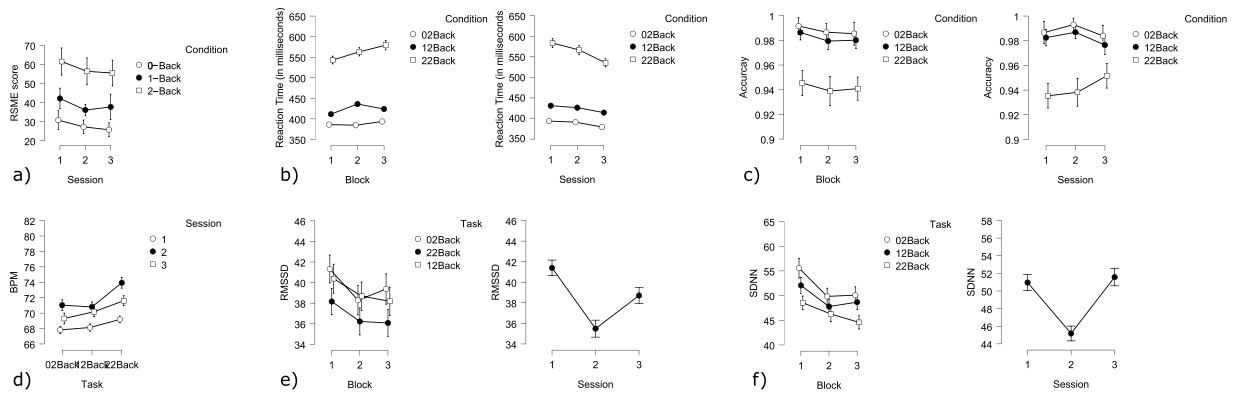 a)
RSME score
70
60
50
40
30
20
1 2 3
Session
Condition
0-Back
1-Back
2-Back
b)
Reaction Time (in milliseconds)
650
600
550
500
450
400
350
1 2 3
Block
Condition
02Back
12Back
22Back
Reaction Time (in milliseconds)
650
600
550
500
450
400
350
1 2 3
Session
Condition
02Back
12Back
22Back
c)
Accurcay
1
0.98
0.96
0.94
0.92
0.9
1 2 3
Block
Condition
02Back
12Back
22Back
Accuracy
1
0.98
0.96
0.94
0.92
0.9
1 2 3
Session
Condition
02Back
12Back
22Back
d)
BPM
82
80
78
76
74
72
70
68
66
02Back 12Back 22Back
Task
Session
1
2
3
e)
RMSSD
46
44
42
40
38
36
34
1 2 3
Block
Task
02Back
22Back
12Back
RMSSD
46
44
42
40
38
36
34
1 2 3
Session
f)
SDNN
65
60
55
50
45
40
1 2 3
Block
Task
02Back
12Back
22Back
SDNN
58
56
54
52
50
48
46
44
1 2 3
Session